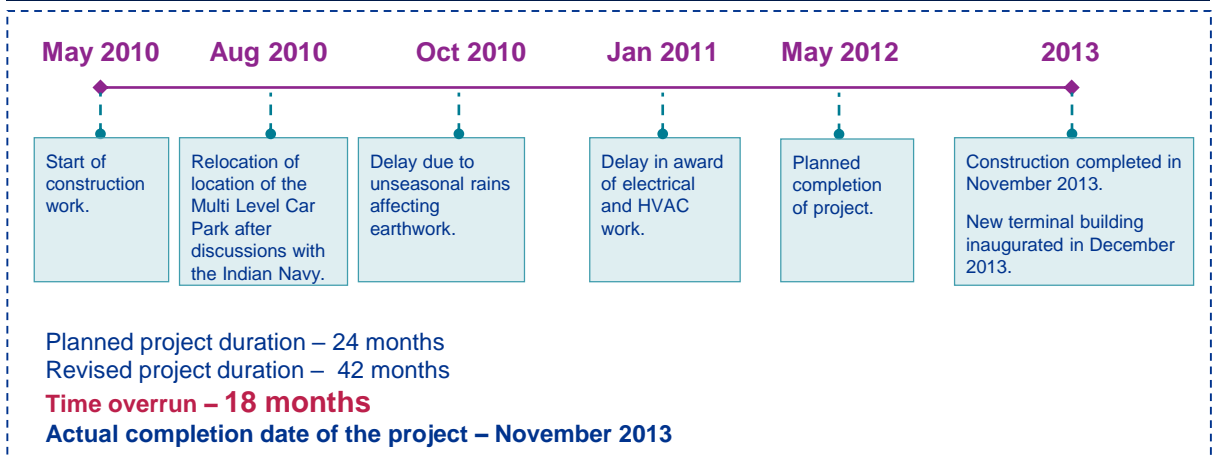 May 2010
Aug 2010
Oct 2010
Jan 2011
May 2012
2013
Start of
construction
work.
Relocation of
location of the
Multi Level Car
Park after
discussions with
the Indian Navy.
Delay due to
unseasonal rains
affecting
earthwork.
Delay in award
of electrical
and HVAC
work.
Planned
completion
of project.
Construction completed in
November 2013.
New terminal building
inaugurated in December
2013.
Planned project duration – 24 months
Revised project duration – 42 months
Time overrun – 18 months
Actual completion date of the project – November 2013